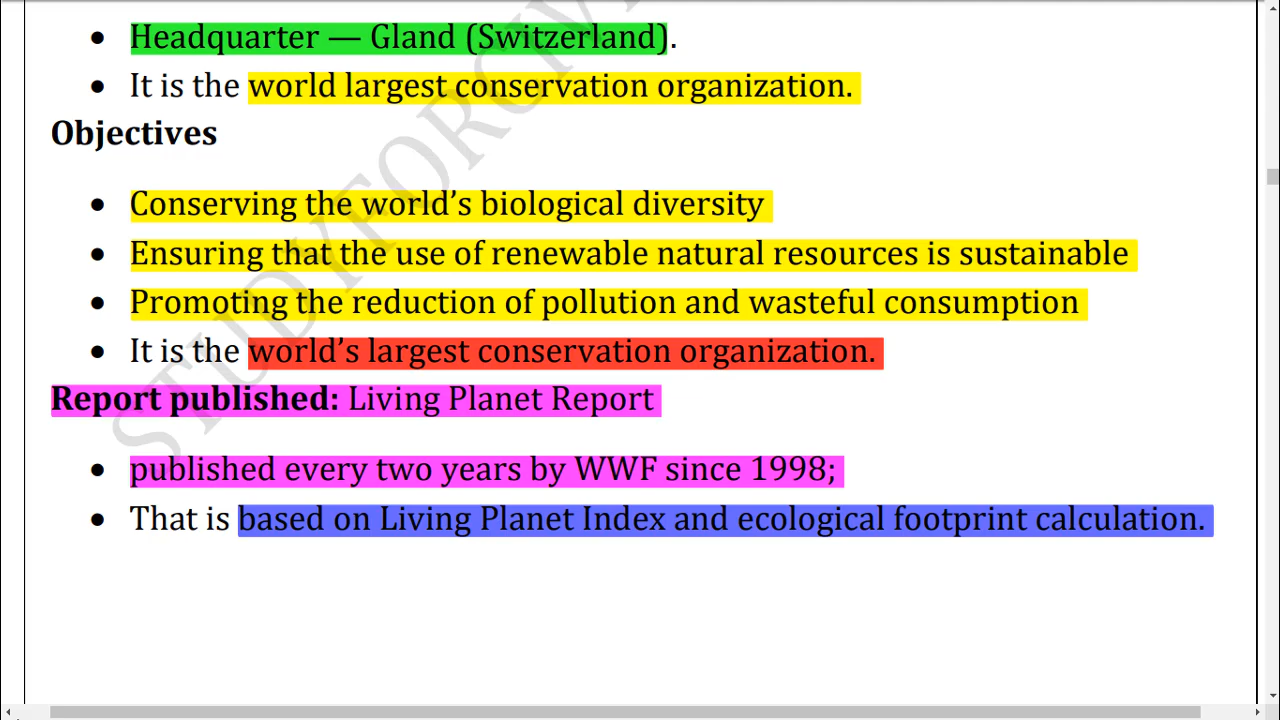 • Headquarter — Gland (Switzerland).
• It is the world largest conservation organization.
Objectives
• Conserving the world’s biological diversity
• Ensuring that the use of renewable natural resources is sustainable
• Promoting the reduction of pollution and wasteful consumption
• It is the world’s largest conservation organization.
Report published: Living Planet Report
• published every two years by WWF since 1998;
• That is based on Living Planet Index and ecological footprint calculation.
STUDYFORCIV